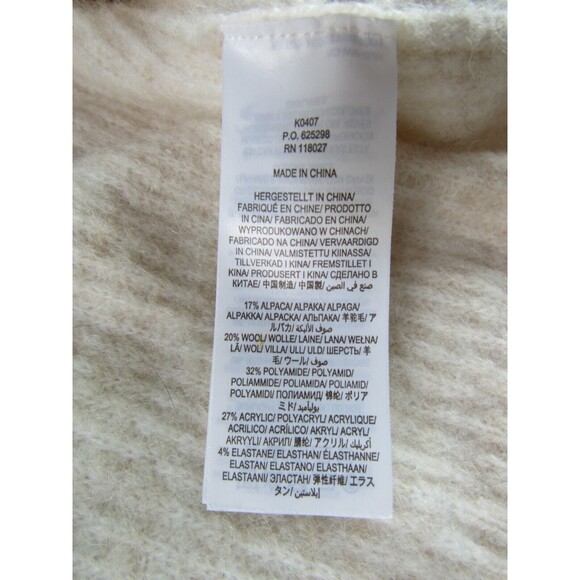 K0407
P.O. 625298
RN 118027
MADE IN CHINA
HERGESTELLT IN CHINA/
FABRIQUÉ EN CHINE/ PRODOTTO
IN CINA/ FABRICADO EN CHINA/
WYPRODUKOWANO W CHINACH/
FABRICADO NA CHINA/ VERVAARDIGD
IN CHINA/ VALMISTETTU KIINASSA/
TILLVERKAD I KINA/ FREMSTILLET I
KINA/ PRODUSERT I KINA/ СДЕЛАНО В
КИТАЕ/ 中国制造/ 中国製/ صنع في الصين
17% ALPACA/ ALPAKA/ ALPAGA/
ALPAKKA/ ALPACKA/ АЛЬПАКА/ 羊驼毛/ ア
ルパカ/ صوف الألبكة
20% WOOL/ WOLLE/ LAINE/ LANA/ WEŁNA/
LÃ/ WOL/ VILLA/ ULL/ ULD/ ШЕРСТЬ/ 羊
毛/ ウール/ صوف
32% POLYAMIDE/ POLYAMID/
POLIAMMIDE/ POLIAMIDA/ POLIAMID/
POLYAMIDI/ ПОЛИАМИД/ 锦纶/ ポリア
ミド/ بوليأميد
27% ACRYLIC/ POLYACRYL/ ACRYLIQUE/
ACRILICO/ ACRÍLICO/ AKRYL/ ACRYL/
AKRYYLI/ АКРИЛ/ 腈纶/ アクリル/ أكريليك
4% ELASTANE/ ELASTHAN/ ÉLASTHANNE/
ELASTAN/ ELASTANO/ ELASTHAAN/
ELASTAANI/ ЭЛАСТАН/ 弹性纤维/ エラス
タン/ إيلاستين